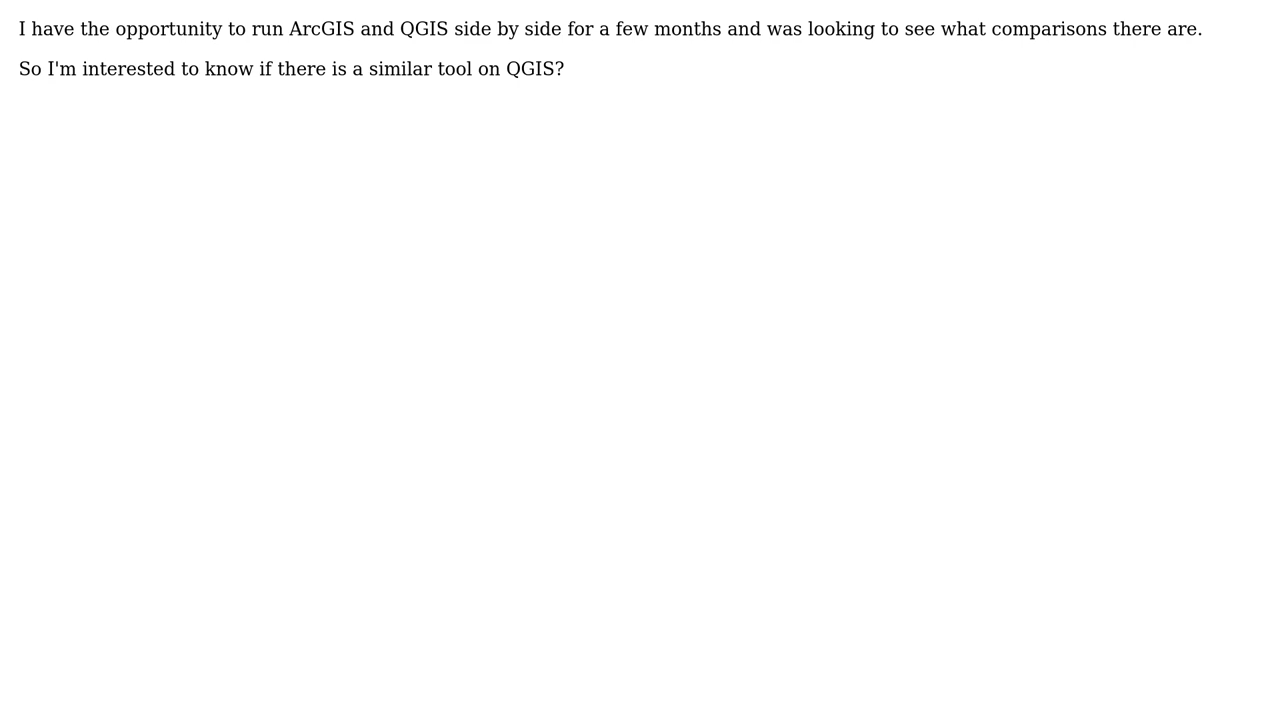 I have the opportunity to run ArcGIS and QGIS side by side for a few months and was looking to see what comparisons there are.
So I'm interested to know if there is a similar tool on QGIS?